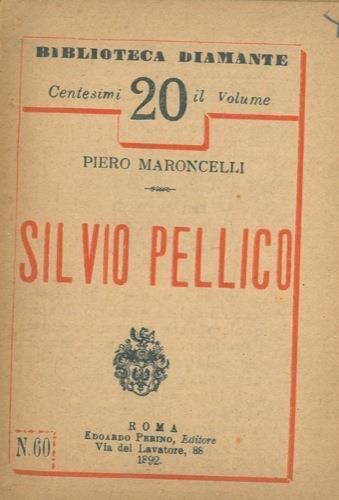 BIBLIOTECA DIAMANTE
Centesimi 20 il Volume
PIERO MARONCELLI
SILVIO PELLICO
ROMA
EDOARDO PERINO, Editore
Via del Lavatore, 88
1892
N. 60